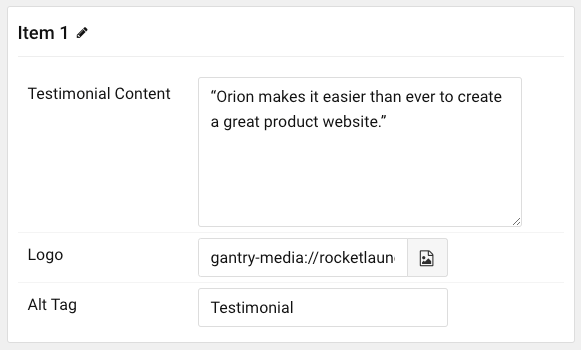 Item 1
Testimonial Content
“Orion makes it easier than ever to create
a great product website.”
Logo
gantry-media://rocketlaun
Alt Tag
Testimonial